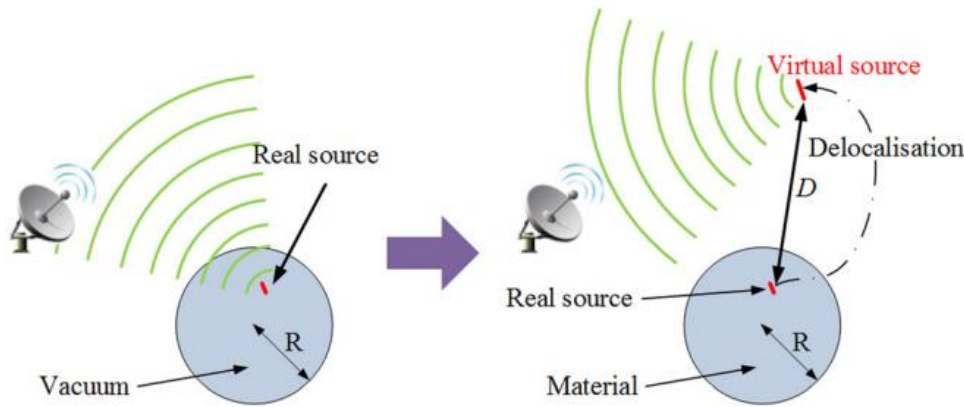 Real source
R
Vacuum
Virtual source
Delocalisation
D
Real source
R
Material